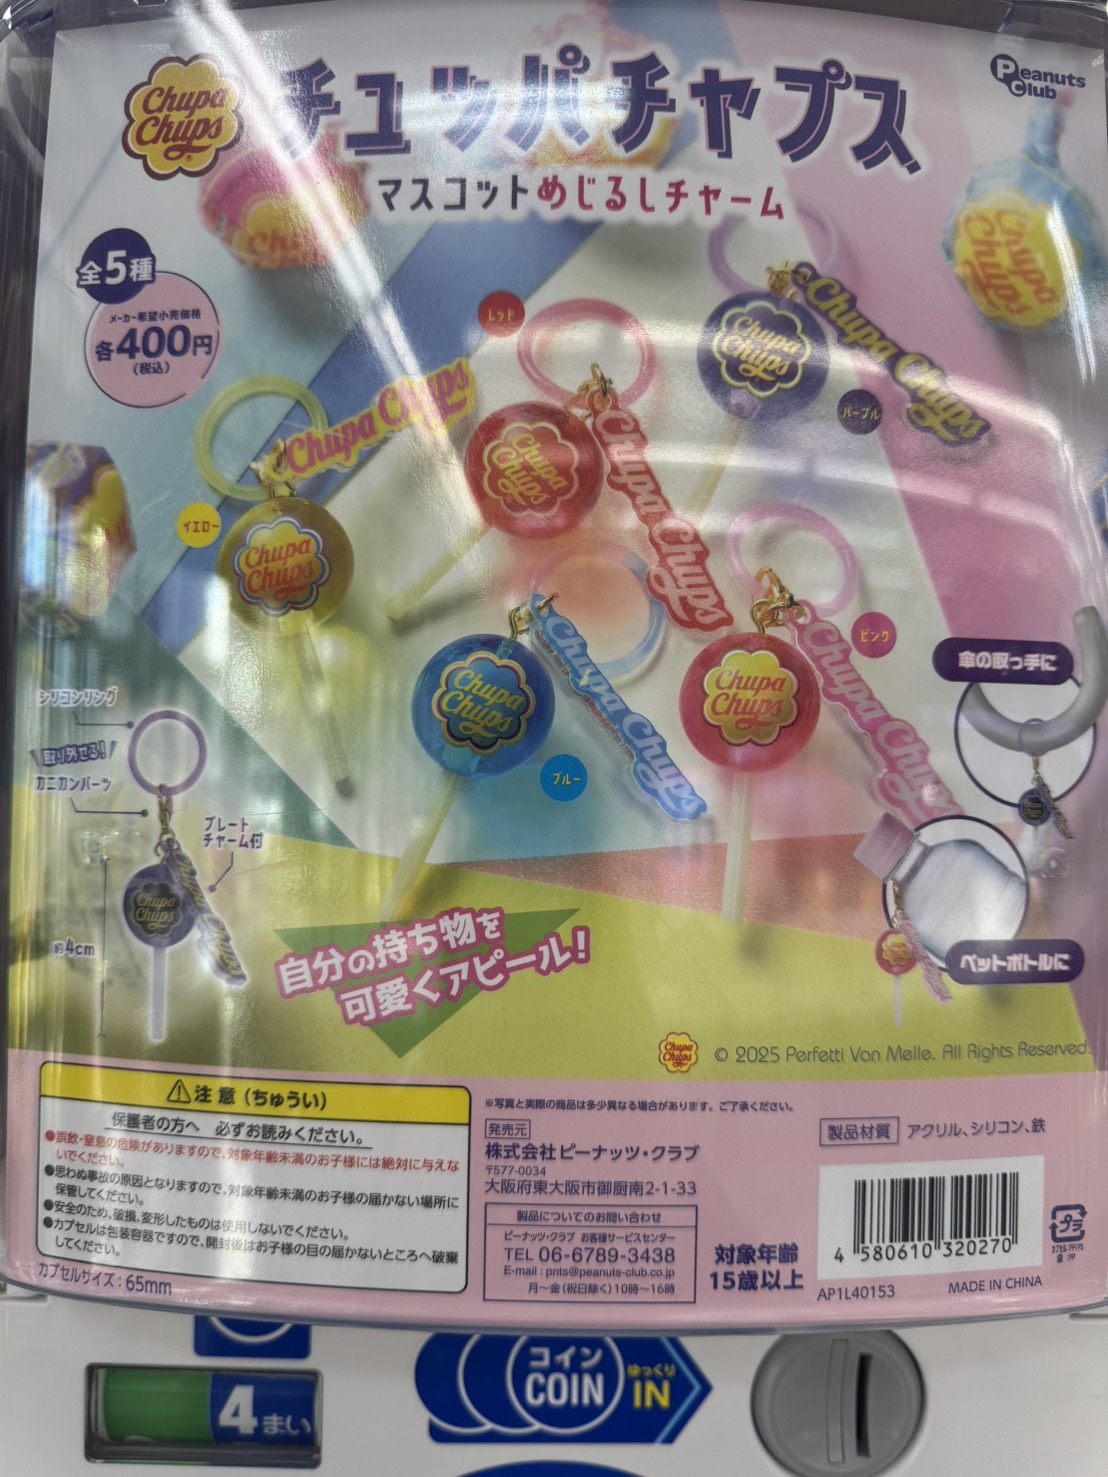 Chupa
Chups
チュッパチャプス
Peanuts
Club
マスコットめじるしチャーム
全5種
メーカー希望小売価格
各400円
(税込)
レッド
Chupa Chups
Chupa
Chups
パープル
Chupa Chups
Chupa
Chups
イエロー
Chupa Chups
Chupa
Chups
ブルー
Chupa Chups
Chupa
Chups
ピンク
Chupa Chups
Chupa
Chups
シリコンリング
取り外せる!
カニカンパーツ
プレート
チャーム付
約4cm
傘の取っ手に
ペットボトルに
自分の持ち物を
可愛くアピール!
Chupa
Chups
© 2025 Perfetti Van Melle. All Rights Reserved.
⚠注意(ちゅうい)
保護者の方へ 必ずお読みください。
●誤飲・窒息の危険がありますので、対象年齢未満のお子様には絶対に与えな
いでください。
●思わぬ事故の原因となりますので、対象年齢未満のお子様の届かない場所に
保管してください。
●安全のため、破損、変形したものは使用しないでください。
●カプセルは包装容器ですので、開封後はお子様の目の届かないところへ破棄
してください。
カプセルサイズ:65mm
※写真と実際の商品は多少異なる場合があります。ご了承ください。
発売元
株式会社ピーナッツ・クラブ
〒577-0034
大阪府東大阪市御厨南2-1-33
製品についてのお問い合わせ
ピーナッツ・クラブ お客様サービスセンター
TEL 06-6789-3438
E-mail : pnts@peanuts-club.co.jp
月〜金(祝日除く)10時〜16時
製品材質 アクリル、シリコン、鉄
対象年齢
15歳以上
4 580610 320270
AP1L40153
MADE IN CHINA
プラ
4まい
コイン
COIN
ゆっくり
IN